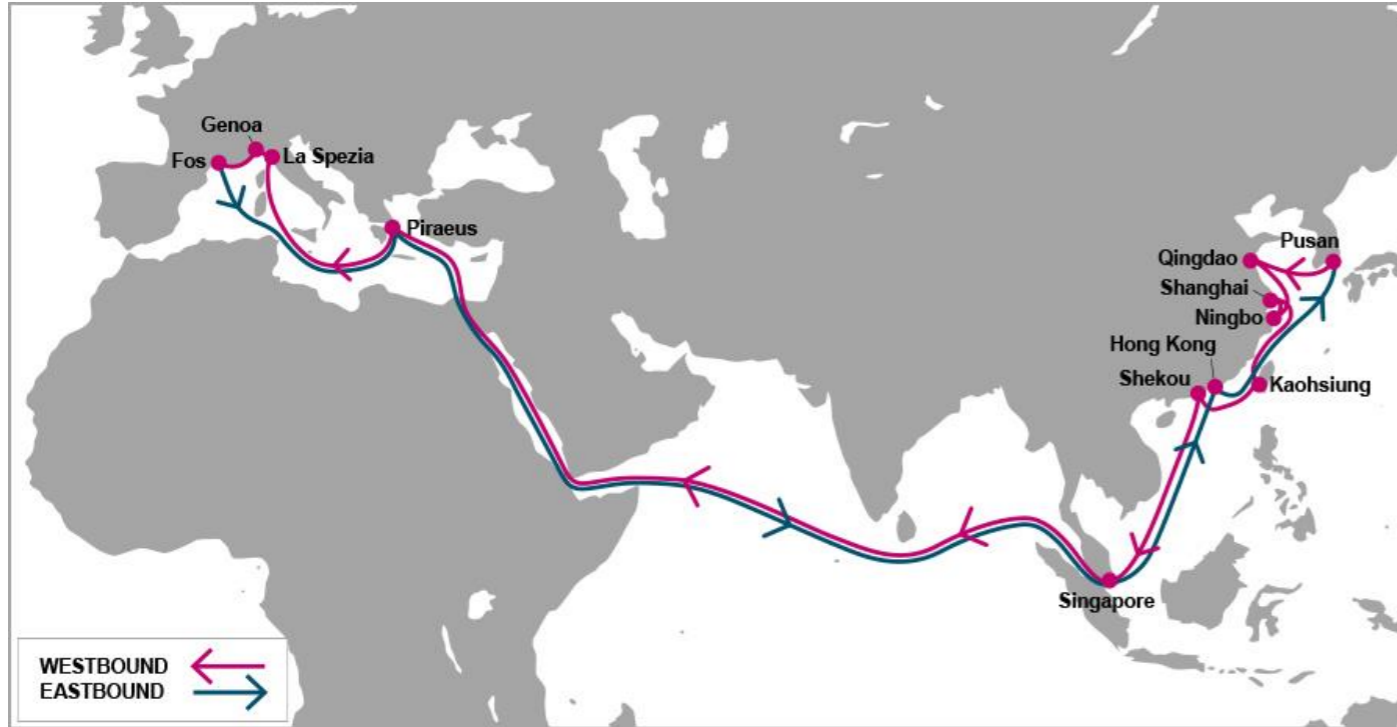 Genoa
Fos
La Spezia
Piraeus
Qingdao
Pusan
Shanghai
Ningbo
Hong Kong
Shekou
Kaohsiung
Singapore
WESTBOUND
EASTBOUND